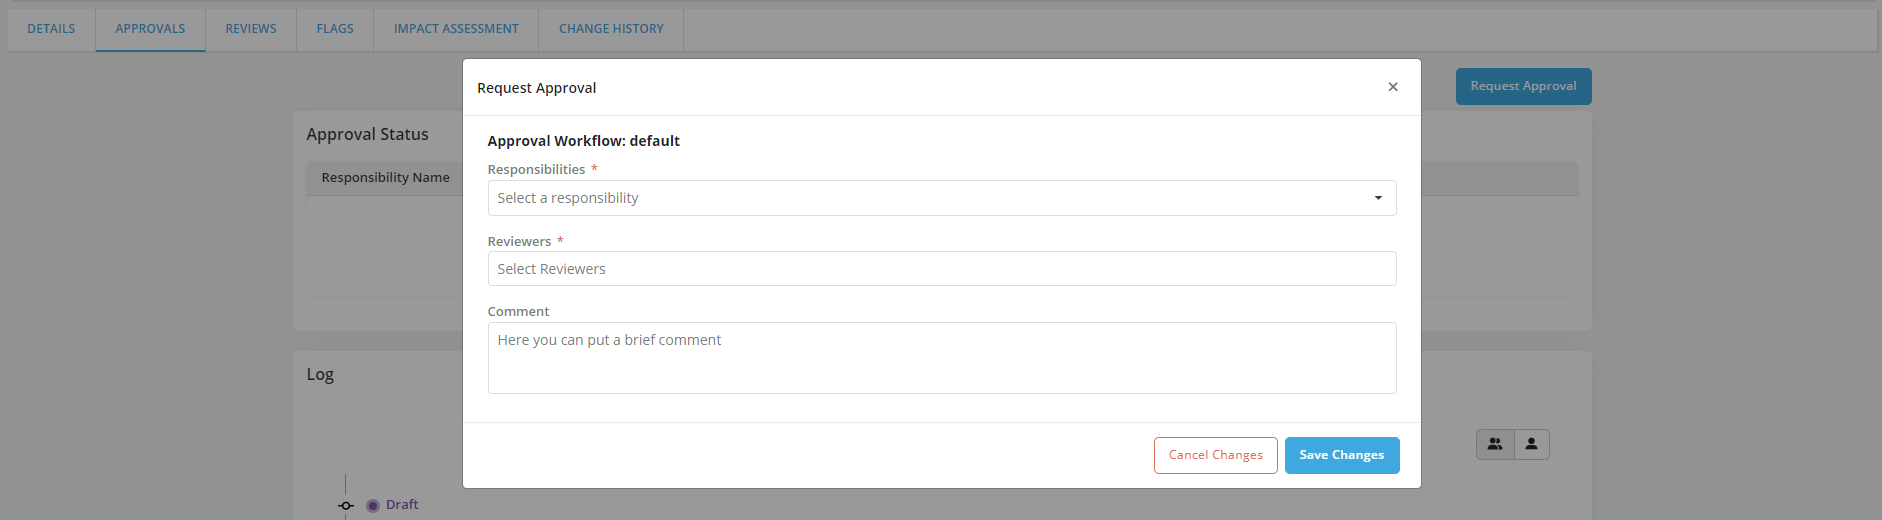 DETAILS APPROVALS REVIEWS FLAGS IMPACT ASSESSMENT CHANGE HISTORY
Request Approval ×
Request Approval
Approval Status
Responsibility Name
Approval Workflow: default
Responsibilities *
Select a responsibility
Reviewers *
Select Reviewers
Comment
Here you can put a brief comment
Log
Cancel Changes Save Changes
Draft